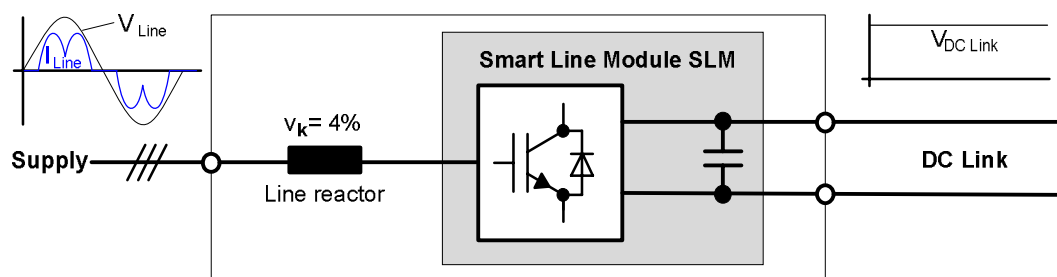 V Line
I Line
Smart Line Module SLM
V DC Link
vk= 4%
Supply
Line reactor
DC Link